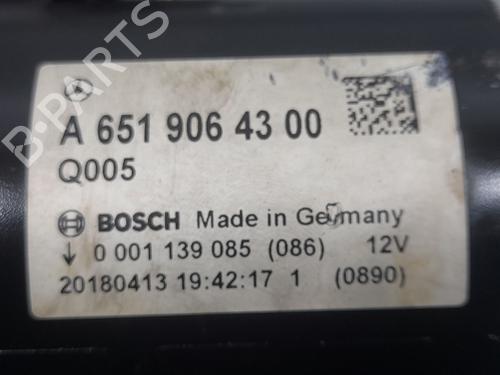 B-PARTS
A 651 906 43 00
Q005
BOSCH Made in Germany
0 001 139 085 (086) 12V
20180413 19:42:17 1 (0890)